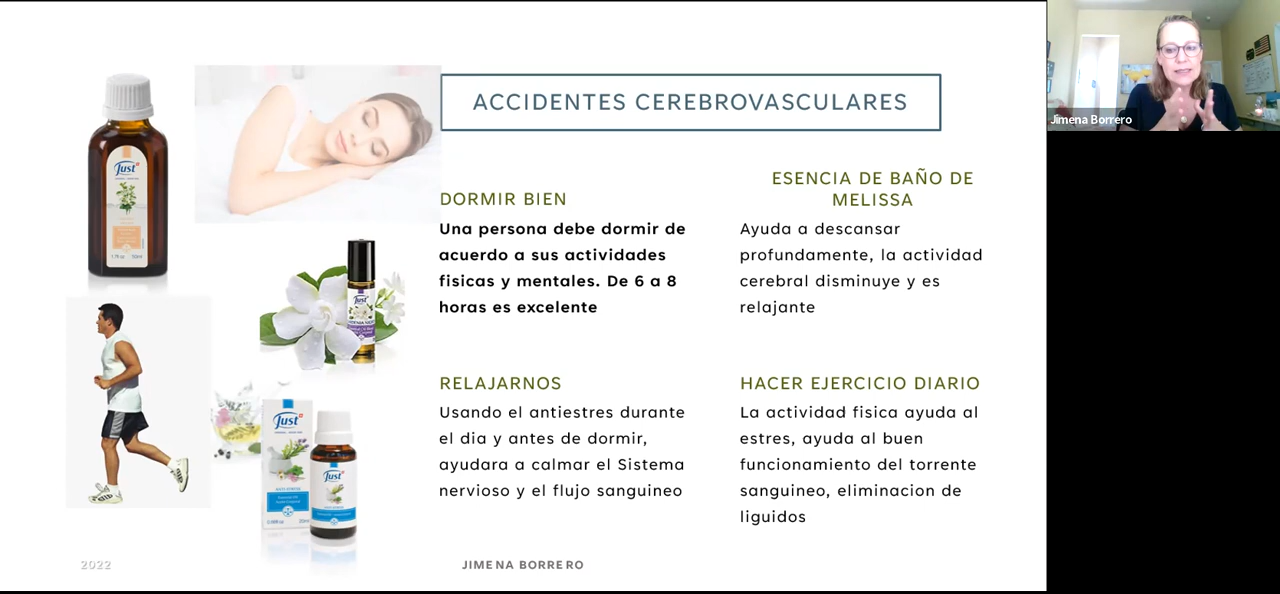 ACCIDENTES CEREBROVASCULARES
DORMIR BIEN
Una persona debe dormir de
acuerdo a sus actividades
fisicas y mentales. De 6 a 8
horas es excelente
ESENCIA DE BAÑO DE
MELISSA
Ayuda a descansar
profundamente, la actividad
cerebral disminuye y es
relajante
RELAJARNOS
Usando el antiestres durante
el dia y antes de dormir,
ayudara a calmar el Sistema
nervioso y el flujo sanguineo
HACER EJERCICIO DIARIO
La actividad fisica ayuda al
estres, ayuda al buen
funcionamiento del torrente
sanguineo, eliminacion de
liguidos
Just
Just
Just
Just
2022
JIMENA BORRERO
Jimena Borrero